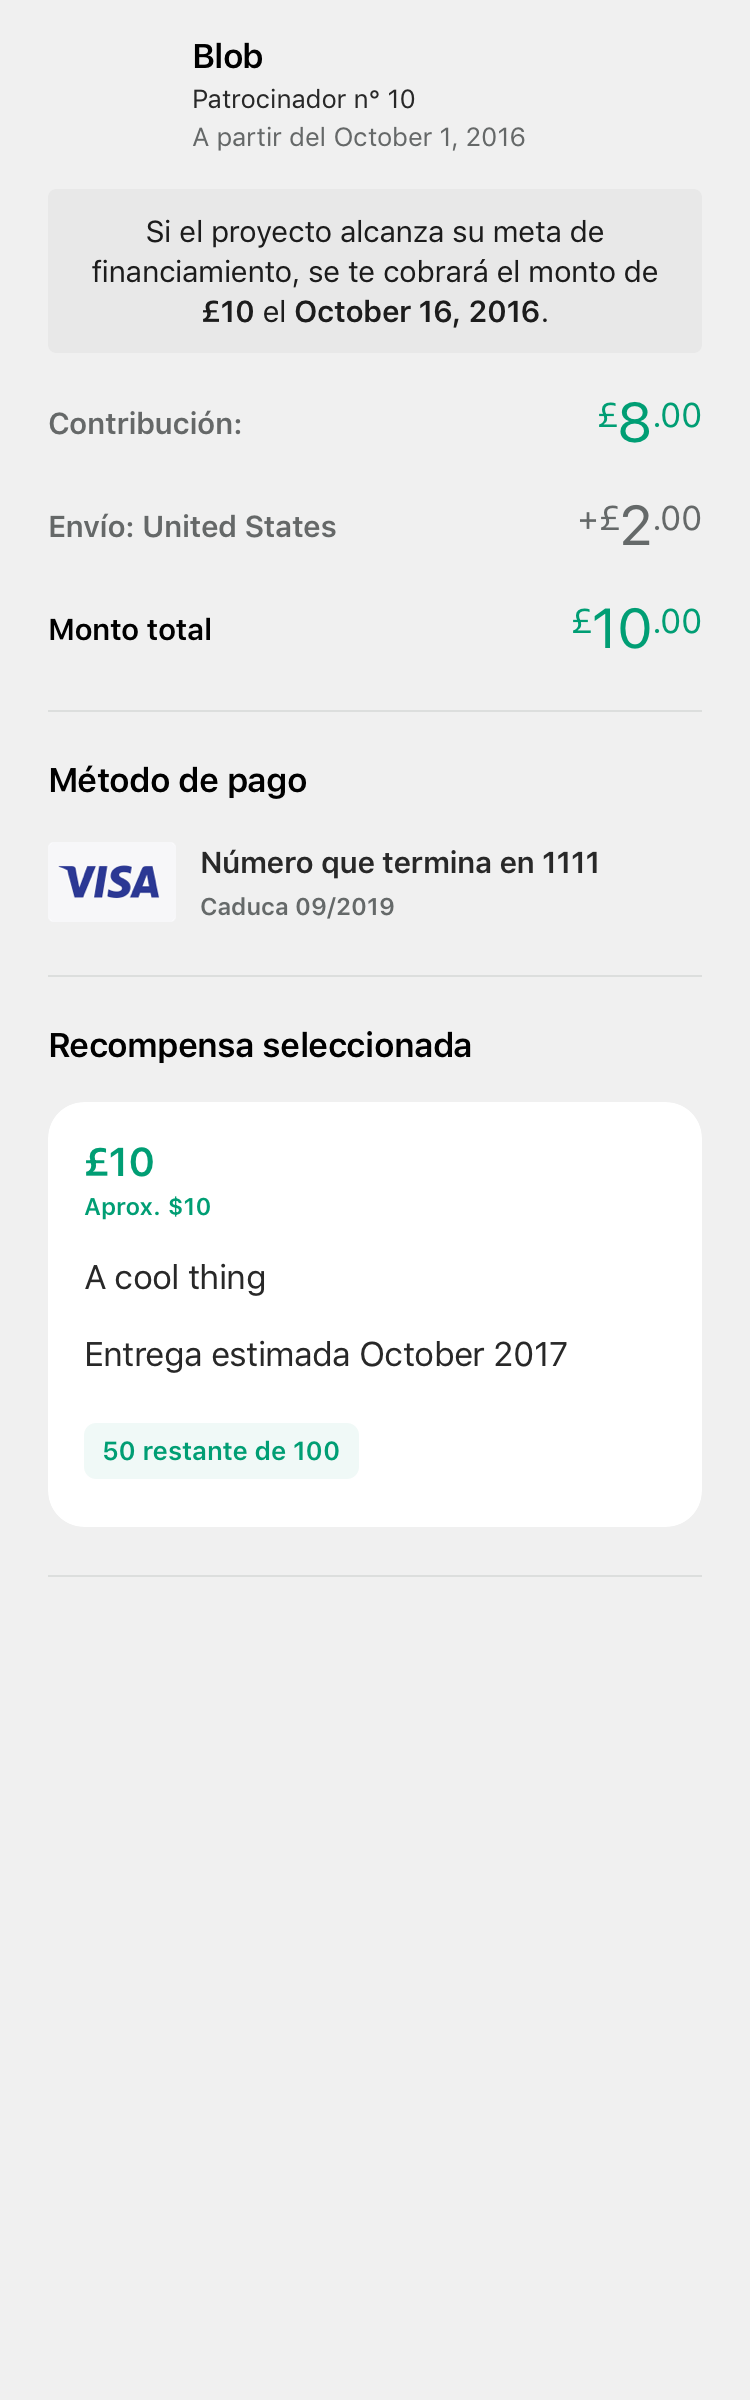 Blob
Patrocinador nº 10
A partir del October 1, 2016
Si el proyecto alcanza su meta de
financiamiento, se te cobrará el monto de
£10 el October 16, 2016.
Contribución:
£8.00
Envío: United States
+£2.00
Monto total
£10.00
Método de pago
VISA
Número que termina en 1111
Caduca 09/2019
Recompensa seleccionada
£10
Aprox. $10
A cool thing
Entrega estimada October 2017
50 restante de 100